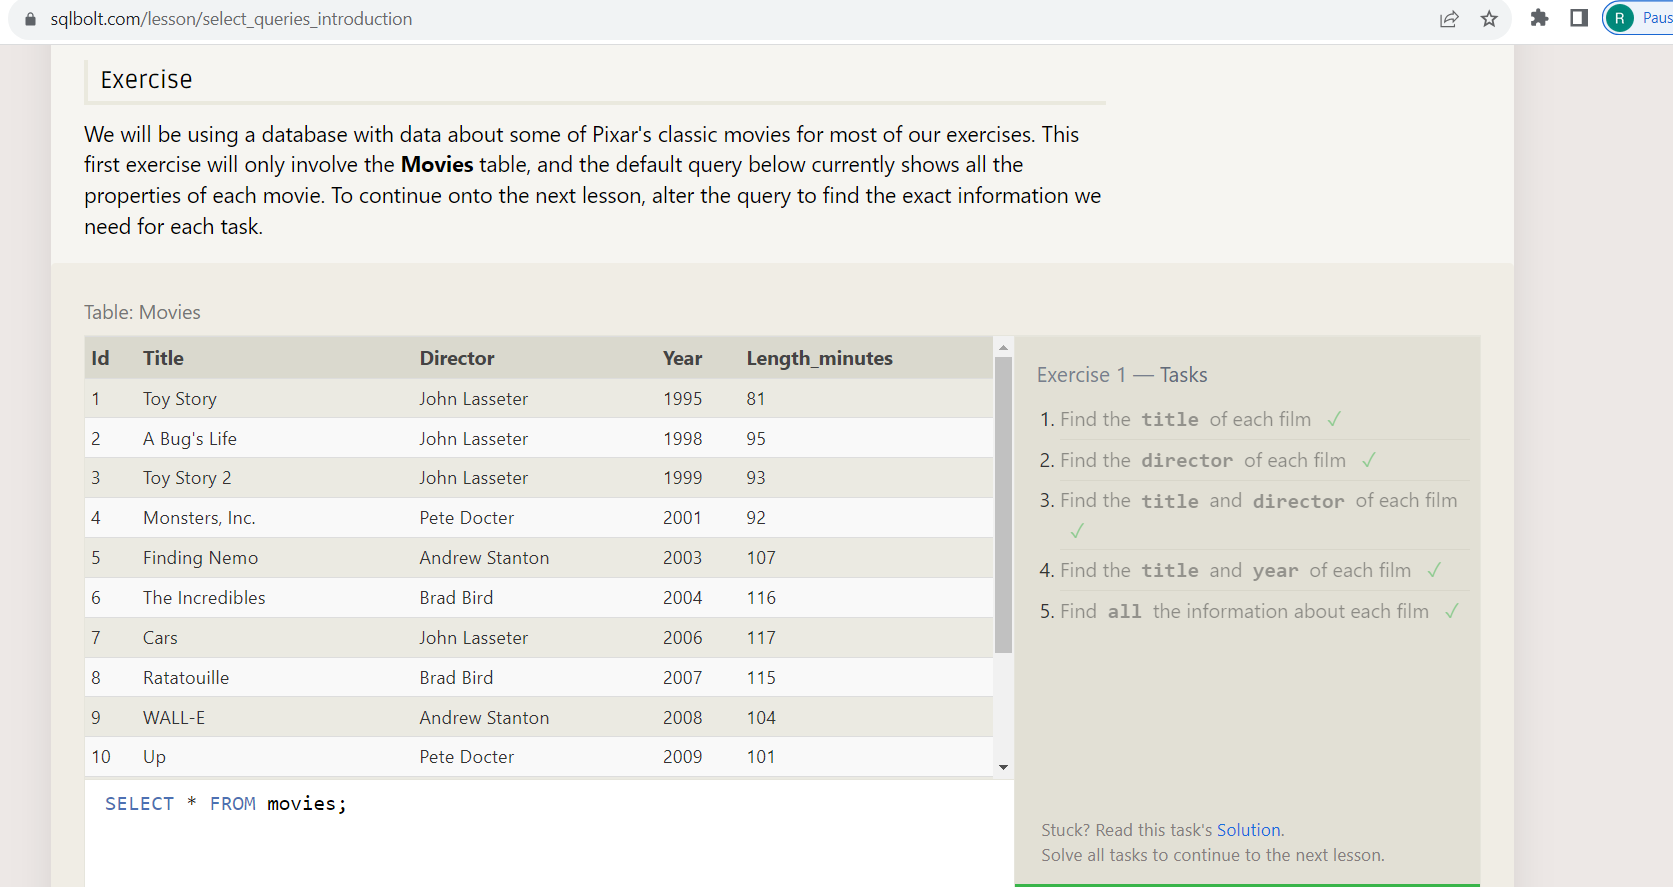 sqlbolt.com/lesson/select_queries_introduction
R Paus
Exercise
We will be using a database with data about some of Pixar's classic movies for most of our exercises. This
first exercise will only involve the Movies table, and the default query below currently shows all the
properties of each movie. To continue onto the next lesson, alter the query to find the exact information we
need for each task.
Table: Movies
Id Title Director Year Length_minutes
1 Toy Story John Lasseter 1995 81
2 A Bug's Life John Lasseter 1998 95
3 Toy Story 2 John Lasseter 1999 93
4 Monsters, Inc. Pete Docter 2001 92
5 Finding Nemo Andrew Stanton 2003 107
6 The Incredibles Brad Bird 2004 116
7 Cars John Lasseter 2006 117
8 Ratatouille Brad Bird 2007 115
9 WALL-E Andrew Stanton 2008 104
10 Up Pete Docter 2009 101
SELECT * FROM movies;
Exercise 1 — Tasks
1. Find the title of each film ✓
2. Find the director of each film ✓
3. Find the title and director of each film
✓
4. Find the title and year of each film ✓
5. Find all the information about each film ✓
Stuck? Read this task's Solution.
Solve all tasks to continue to the next lesson.